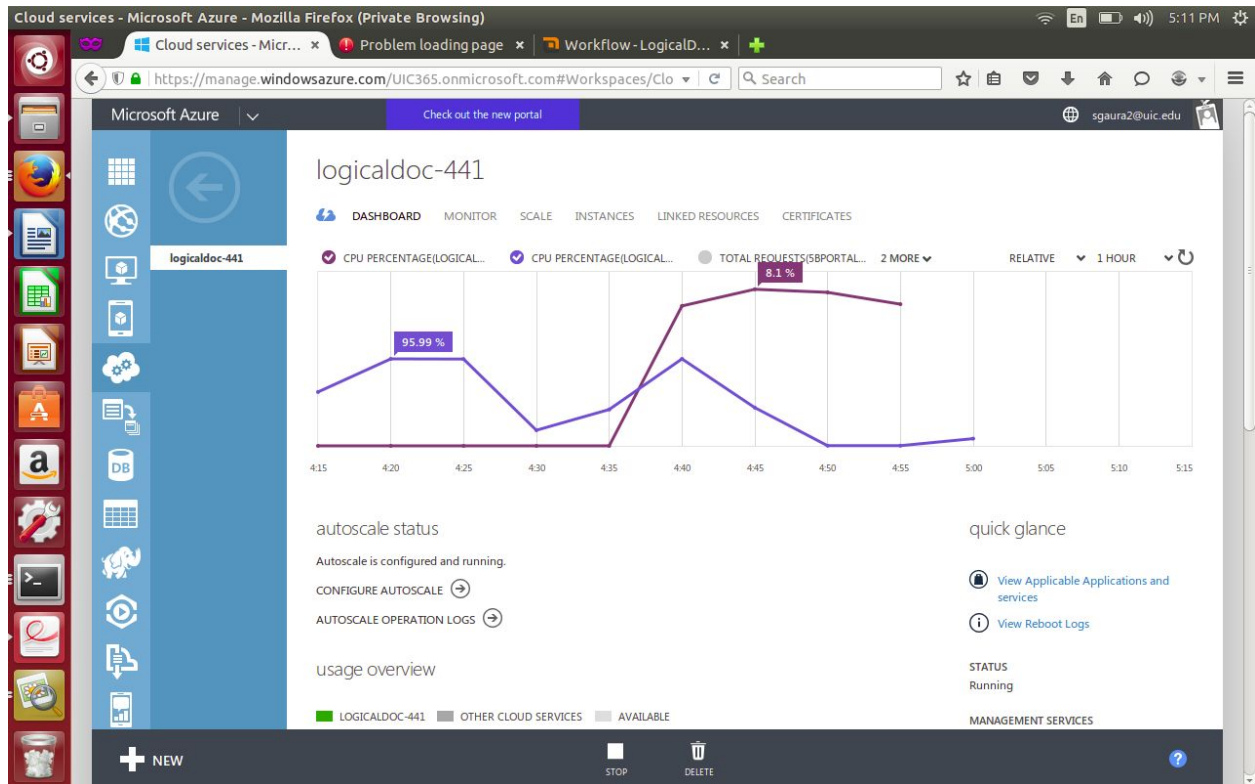 Cloud services - Microsoft Azure - Mozilla Firefox (Private Browsing)
En
5:11 PM
Cloud services - Micr...
Problem loading page
Workflow - LogicalD...
https://manage.windowsazure.com/UIC365.onmicrosoft.com#Workspaces/Clo
Search
Microsoft Azure
Check out the new portal
sgaura2@uic.edu
logicaldoc-441
DASHBOARD MONITOR SCALE INSTANCES LINKED RESOURCES CERTIFICATES
logicaldoc-441
CPU PERCENTAGE(LOGICAL... CPU PERCENTAGE(LOGICAL... TOTAL REQUESTS(5BPORTAL... 2 MORE RELATIVE 1 HOUR
8.1 %
95.99 %
4:15 4:20 4:25 4:30 4:35 4:40 4:45 4:50 4:55 5:00 5:05 5:10 5:15
autoscale status
Autoscale is configured and running.
CONFIGURE AUTOSCALE
AUTOSCALE OPERATION LOGS
usage overview
LOGICALDOC-441 OTHER CLOUD SERVICES AVAILABLE
quick glance
View Applicable Applications and
services
View Reboot Logs
STATUS
Running
MANAGEMENT SERVICES
DB
NEW
STOP
DELETE